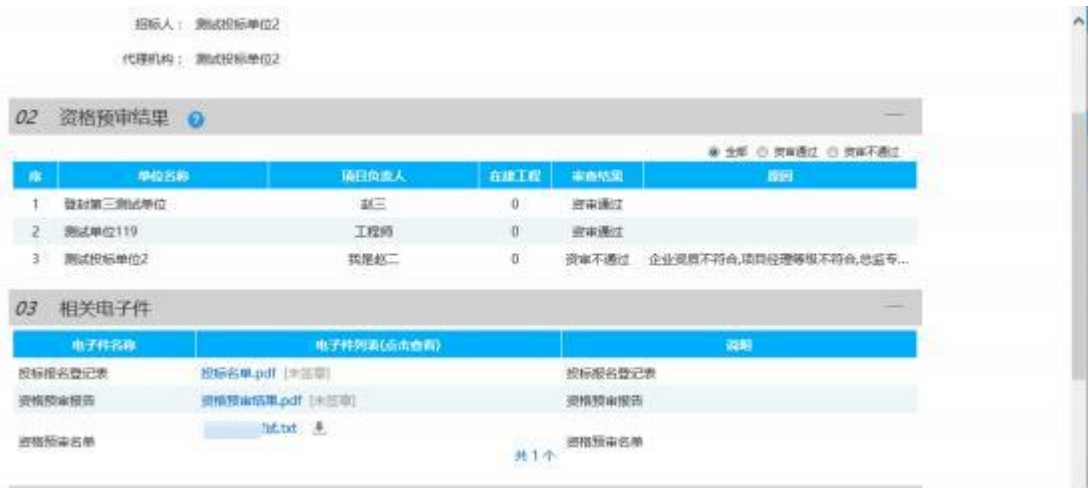 招标人： 测试投标单位2
代理机构： 测试投标单位2
02 资格预审结果
全部 资审通过 资审不通过
序 单位名称 项目负责人 在建工程 审查结果 原因
1 登封第三测试单位 赵三 0 资审通过
2 测试单位119 工程师 0 资审通过
3 测试投标单位2 我是赵二 0 资审不通过 企业资质不符合,项目经理等级不符合,总监专...
03 相关电子件
电子件名称 电子件列表(点击查看) 说明
投标报名登记表 投标名单.pdf [未签章] 投标报名登记表
资格预审报告 资格预审结果.pdf [未签章] 资格预审报告
资格预审名单 试.txt 资格预审名单
共 1 个